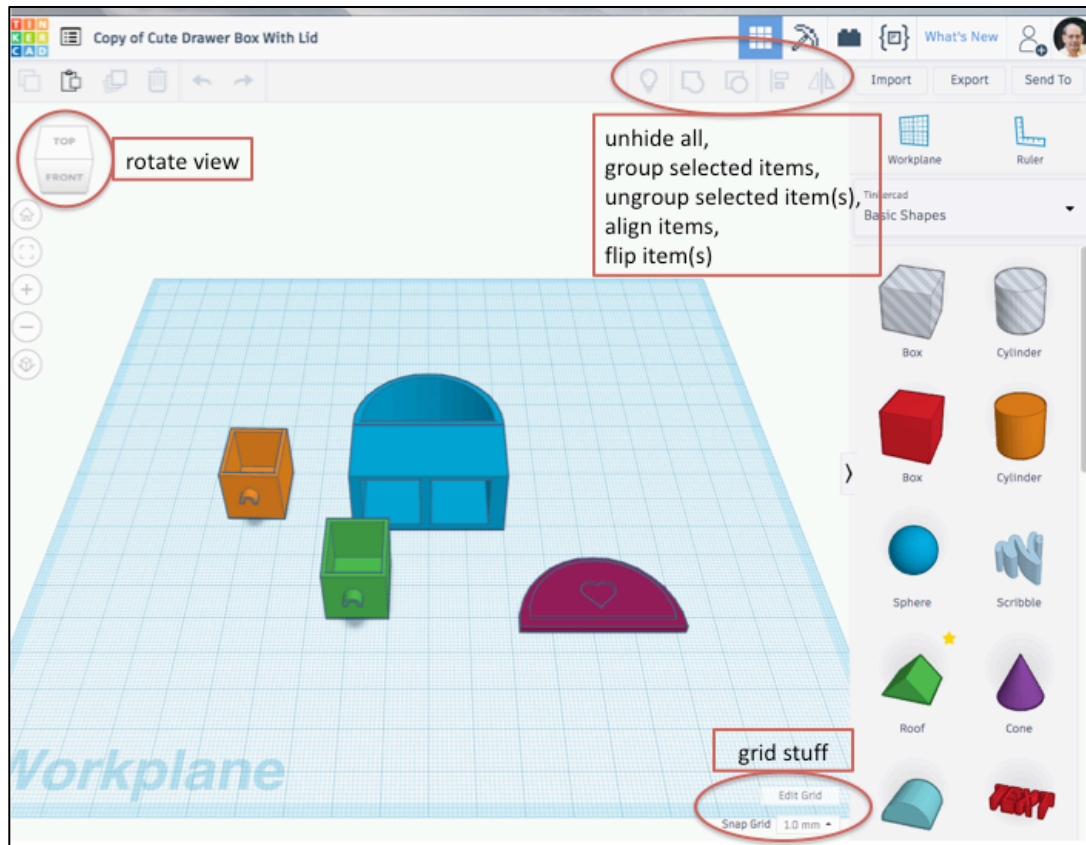 TIN
KER
CAD
Copy of Cute Drawer Box With Lid
What's New
Import
Export
Send To
TOP
FRONT
rotate view
unhide all,
group selected items,
ungroup selected item(s),
align items,
flip item(s)
Workplane
Ruler
Tinkercad
Basic Shapes
Box
Cylinder
Box
Cylinder
Sphere
Scribble
Roof
Cone
TEXT
Workplane
grid stuff
Edit Grid
Snap Grid 1.0 mm